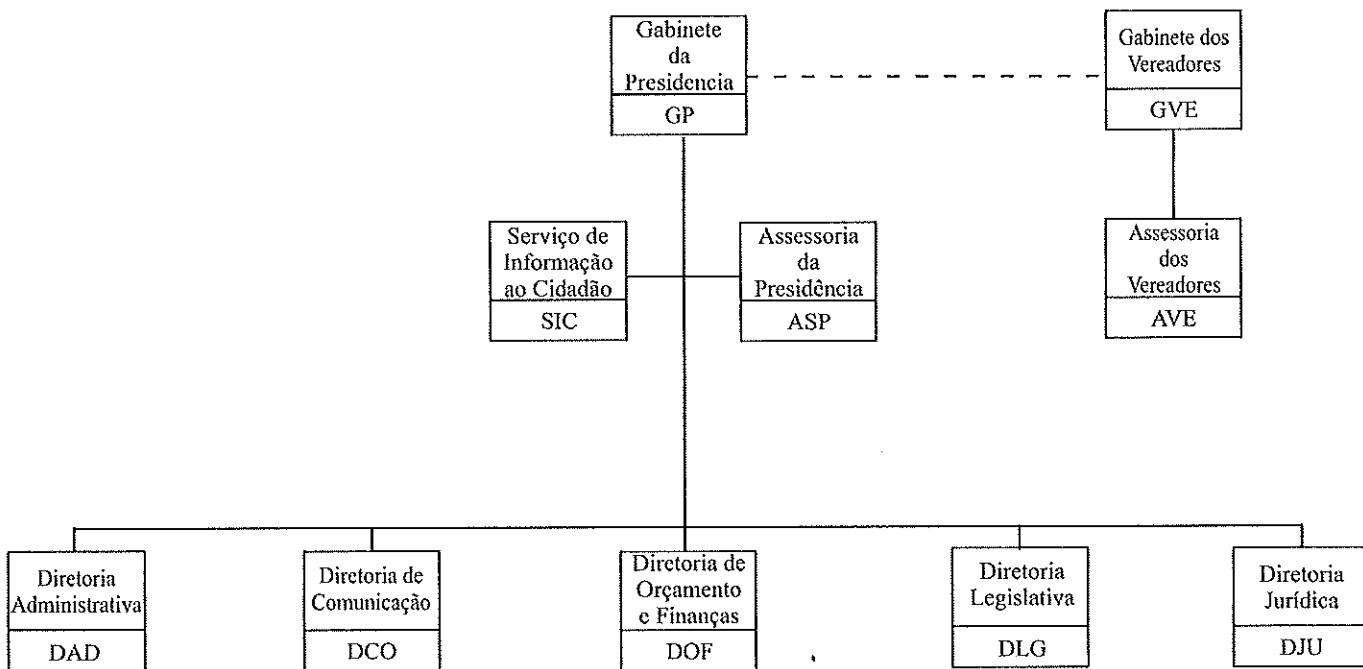 Gabinete
da
Presidencia
GP
Gabinete dos
Vereadores
GVE
Serviço de
Informação
ao Cidadão
SIC
Assessoria
da
Presidência
ASP
Assessoria
dos
Vereadores
AVE
Diretoria
Administrativa
DAD
Diretoria de
Comunicação
DCO
Diretoria de
Orçamento
e Finanças
DOF
Diretoria
Legislativa
DLG
Diretoria
Jurídica
DJU